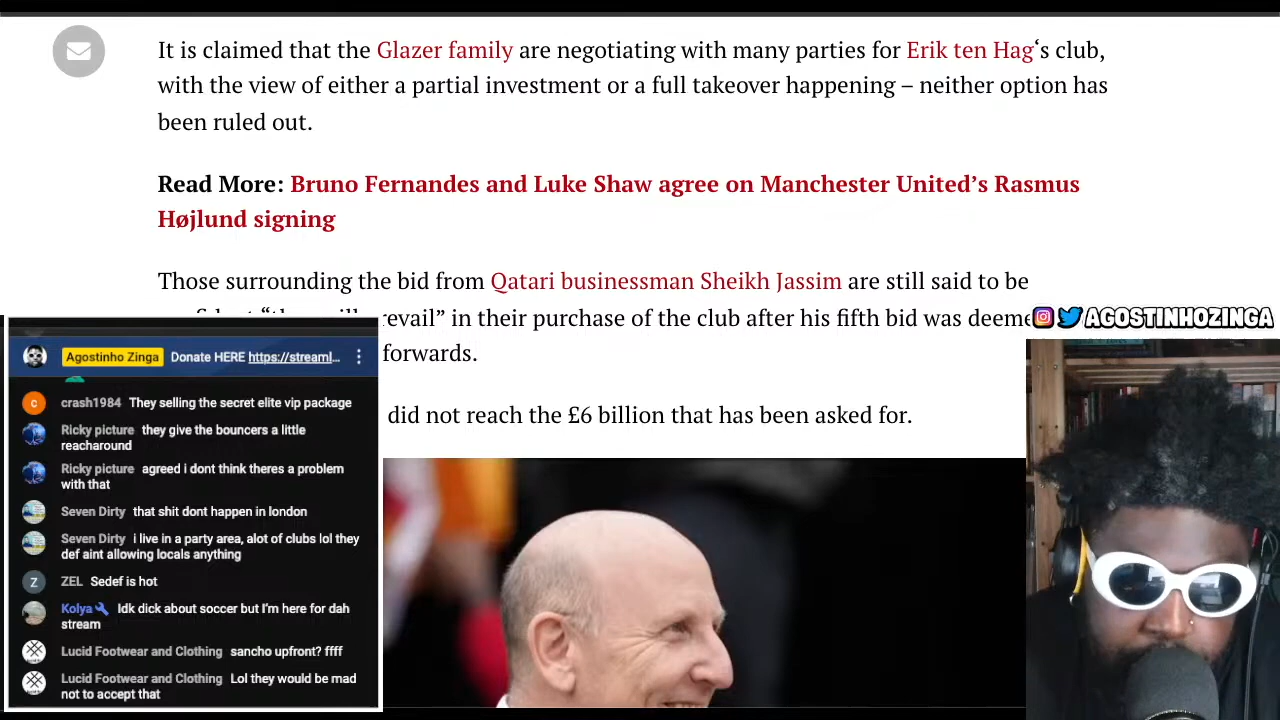 It is claimed that the Glazer family are negotiating with many parties for Erik ten Hag‘s club,
with the view of either a partial investment or a full takeover happening – neither option has
been ruled out.
Read More: Bruno Fernandes and Luke Shaw agree on Manchester United’s Rasmus
Højlund signing
Those surrounding the bid from Qatari businessman Sheikh Jassim are still said to be
revail” in their purchase of the club after his fifth bid was deeme
forwards.
did not reach the £6 billion that has been asked for.
AGOSTINHOZINGA
Agostinho Zinga Donate HERE https://streaml...
crash1984 They selling the secret elite vip package
Ricky picture they give the bouncers a little
reacharound
Ricky picture agreed i dont think theres a problem
with that
Seven Dirty that shit dont happen in london
Seven Dirty i live in a party area, alot of clubs lol they
def aint allowing locals anything
Z ZEL Sedef is hot
Kolya Idk dick about soccer but I’m here for dah
stream
Lucid Footwear and Clothing sancho upfront? ffff
Lucid Footwear and Clothing Lol they would be mad
not to accept that